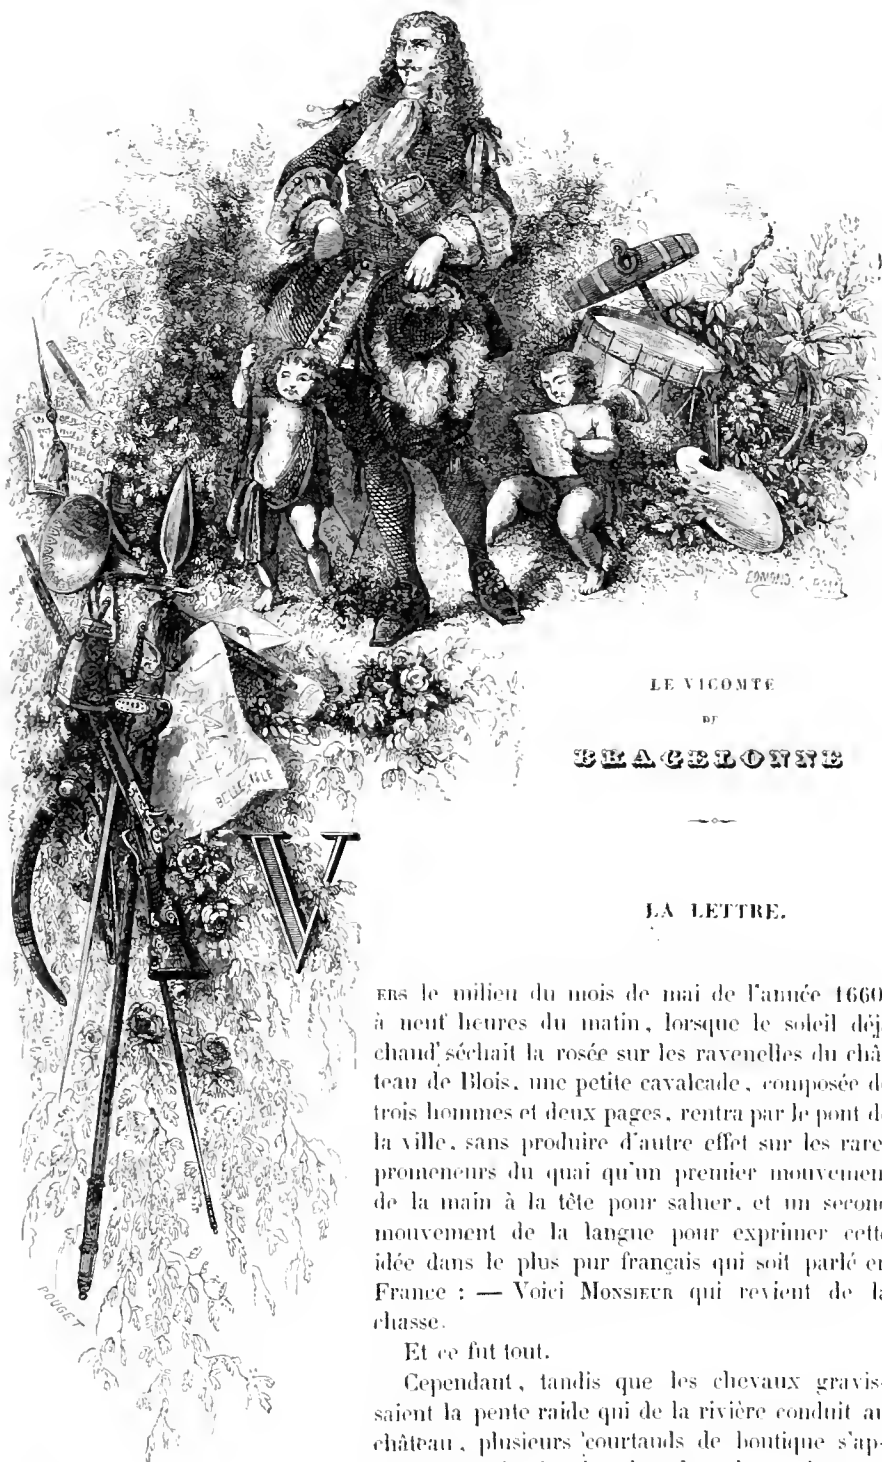 LE VICOMTE
DE
BRAGELONNE
LA LETTRE.
BELLE-ISLE
POUGET
VERS le milieu du mois de mai de l'année 1660
à neuf heures du matin, lorsque le soleil déj
chaud séchait la rosée sur les ravenelles du châ
teau de Blois, une petite cavalcade, composée d
trois hommes et deux pages, rentra par le pont d
la ville, sans produire d'autre effet sur les rare
promeneurs du quai qu'un premier mouvemen
de la main à la tête pour saluer, et un secon
mouvement de la langue pour exprimer cett
idée dans le plus pur français qui soit parlé e
France : — Voici MONSIEUR qui revient de la
chasse.
Et ce fut tout.
Cependant, tandis que les chevaux gravis
saient la pente raide qui de la rivière conduit au
château, plusieurs courtauds de boutique s'ap-